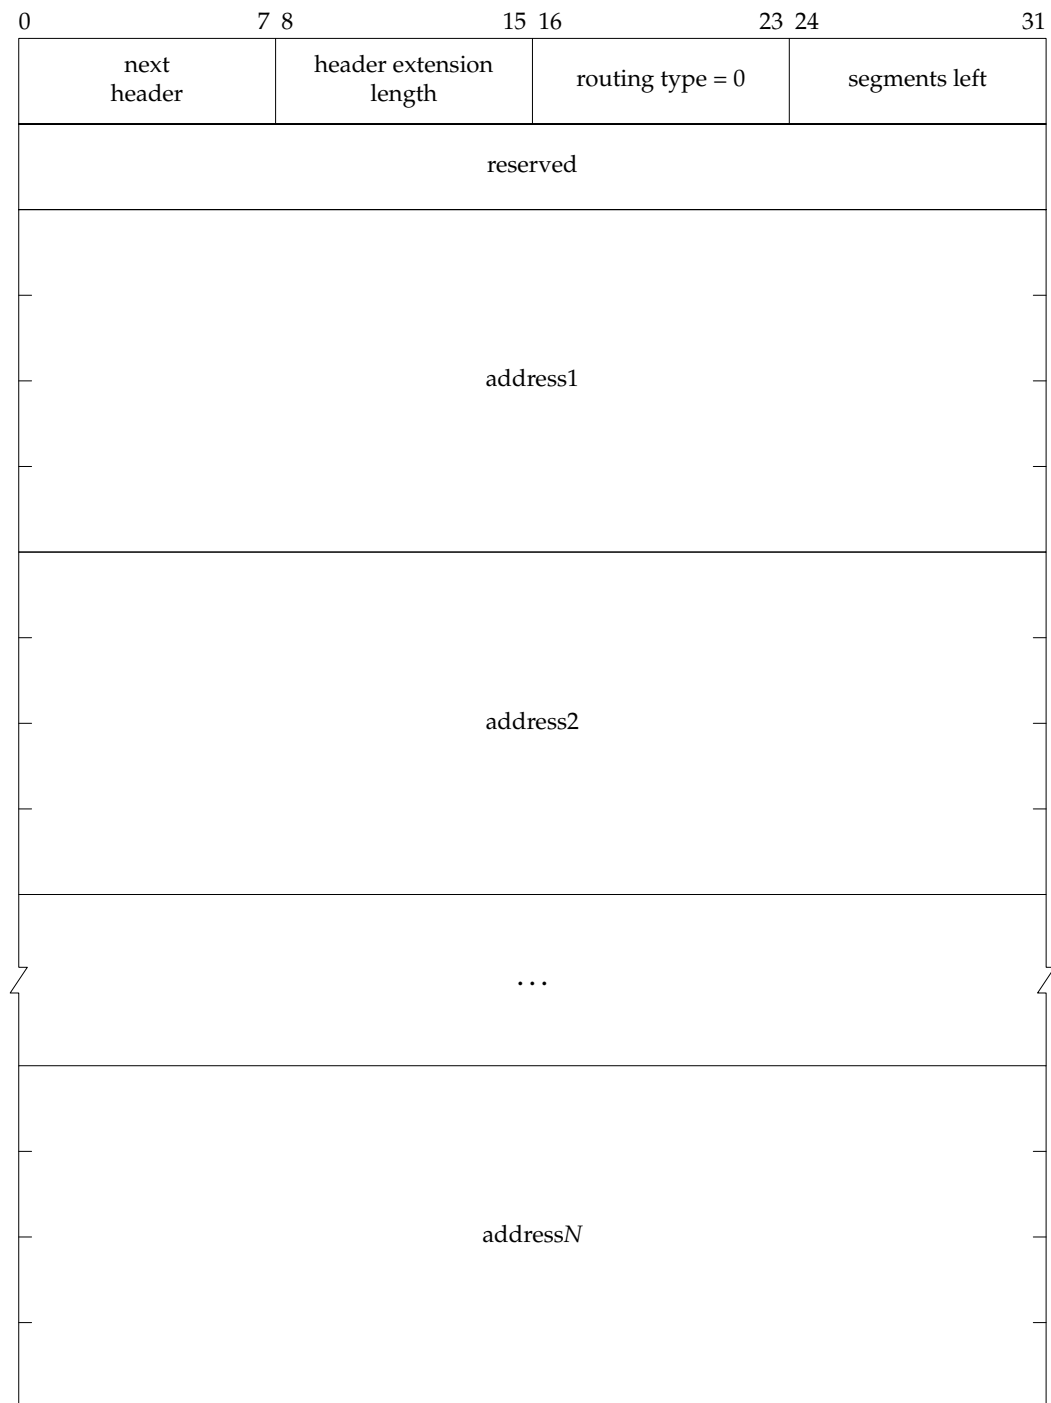 0 7 8 15 16 23 24 31
next header extension
header length routing type = 0 segments left
reserved
address1
address2
...
addressN